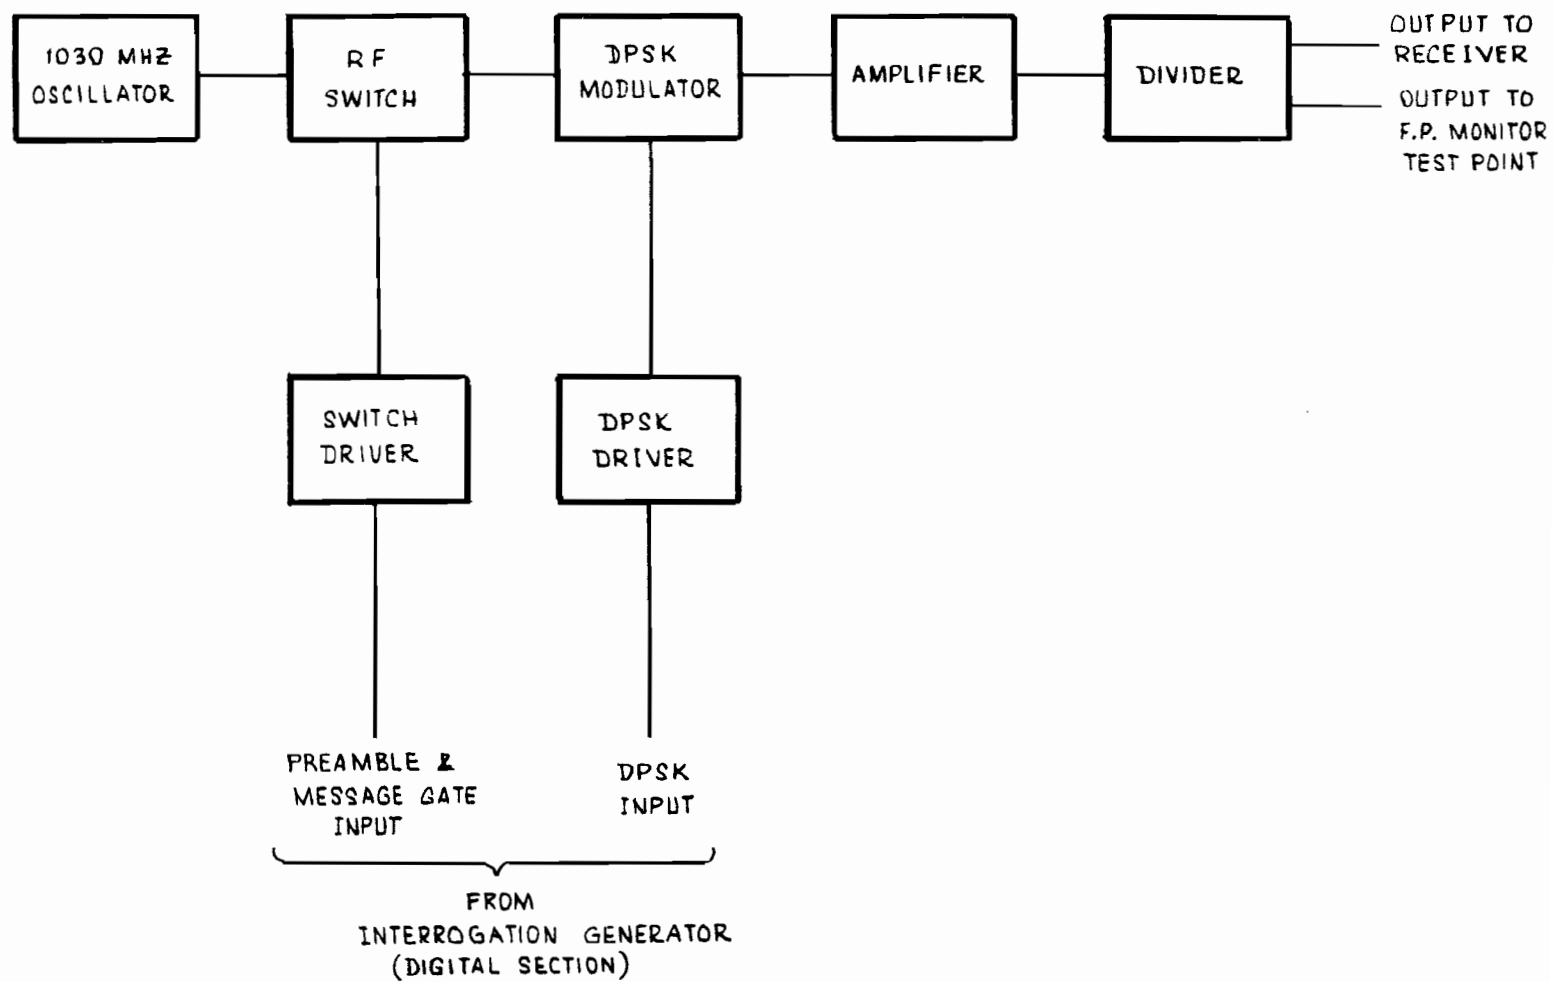 1030 MHZ
OSCILLATOR
RF
SWITCH
DPSK
MODULATOR
AMPLIFIER
DIVIDER
OUTPUT TO
RECEIVER
OUTPUT TO
F.P. MONITOR
TEST POINT
SWITCH
DRIVER
DPSK
DRIVER
PREAMBLE &
MESSAGE GATE
INPUT
DPSK
INPUT
FROM
INTERROGATION GENERATOR
(DIGITAL SECTION)